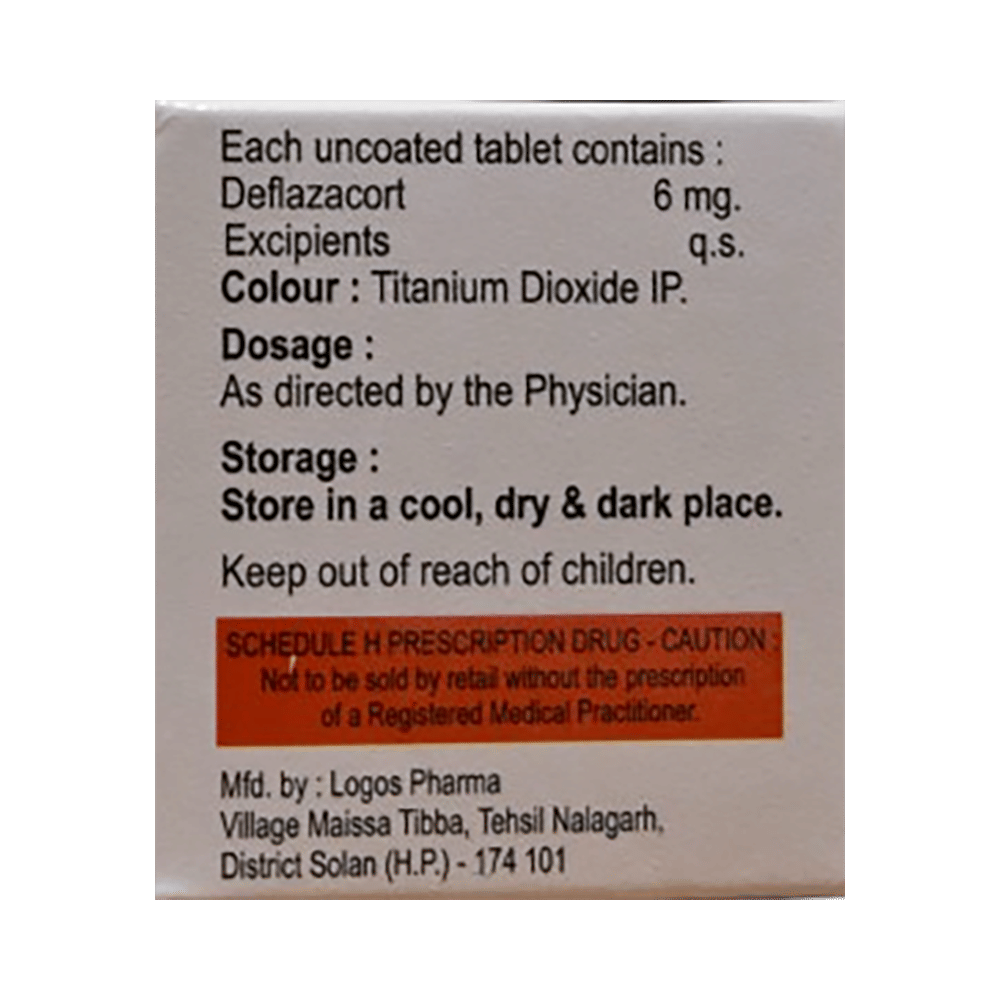 Each uncoated tablet contains :
Deflazacort 6 mg.
Excipients q.s.
Colour : Titanium Dioxide IP.
Dosage :
As directed by the Physician.
Storage :
Store in a cool, dry & dark place.
Keep out of reach of children.
SCHEDULE H PRESCRIPTION DRUG - CAUTION :
Not to be sold by retail without the prescription
of a Registered Medical Practitioner.
Mfd. by : Logos Pharma
Village Maissa Tibba, Tehsil Nalagarh,
District Solan (H.P.) - 174 101